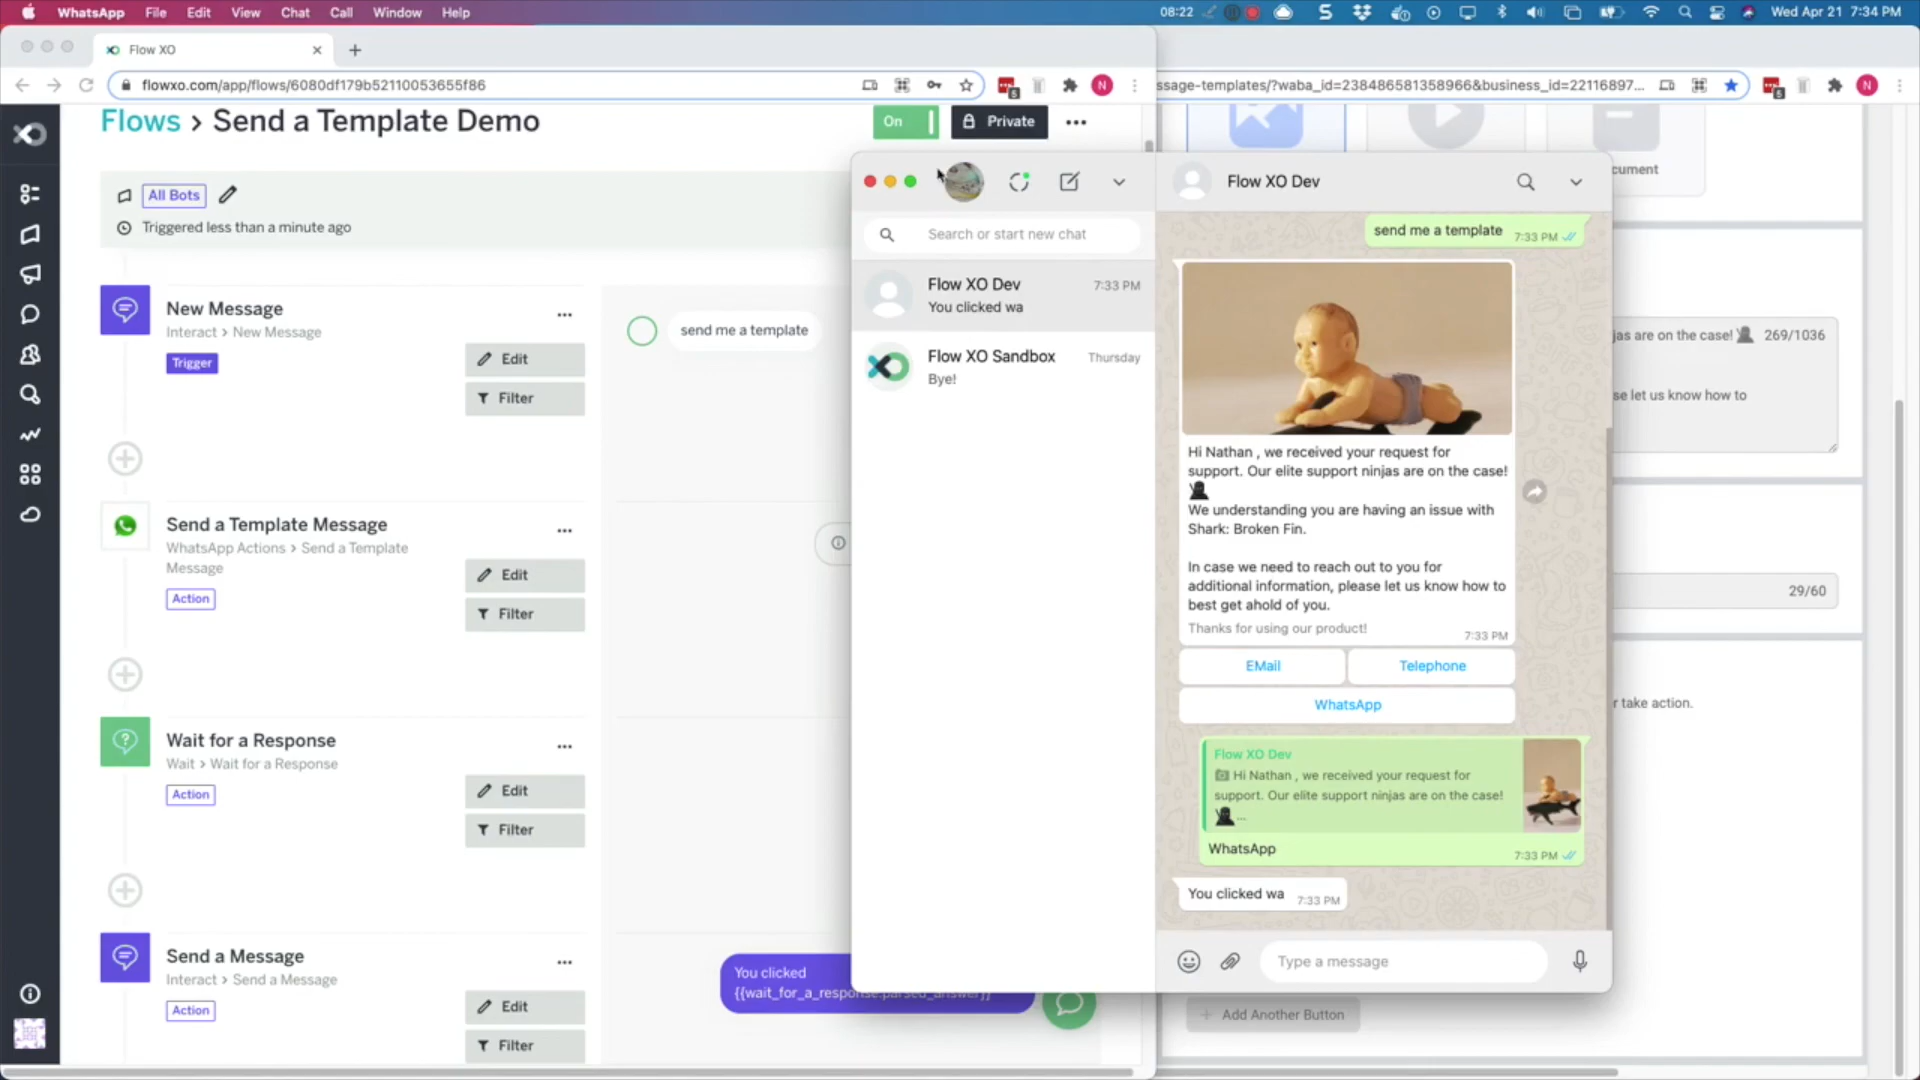 WhatsApp File Edit View Chat Call Window Help
08:22 Wed Apr 21 7:34 PM
Flow XO
flowxo.com/app/flows/6080df179b52110053655f86
5
N
ssage-templates/?waba_id=238486581358966&business_id=22116897...
5
N
Flows > Send a Template Demo
On
Private
All Bots
Triggered less than a minute ago
New Message
Interact > New Message
Trigger
Edit
Filter
send me a template
Send a Template Message
WhatsApp Actions > Send a Template
Message
Action
Edit
Filter
Wait for a Response
Wait > Wait for a Response
Action
Edit
Filter
Send a Message
Interact > Send a Message
Action
Edit
Filter
You clicked
{{wait_for_a_response.parsed_answer}}
Search or start new chat
Flow XO Dev 7:33 PM
You clicked wa
Flow XO Sandbox Thursday
Bye!
Flow XO Dev
send me a template 7:33 PM
Hi Nathan , we received your request for
support. Our elite support ninjas are on the case!
We understanding you are having an issue with
Shark: Broken Fin.
In case we need to reach out to you for
additional information, please let us know how to
best get ahold of you.
Thanks for using our product!
7:33 PM
EMail
Telephone
WhatsApp
Flow XO Dev
Hi Nathan , we received your request for
support. Our elite support ninjas are on the case!
...
WhatsApp
7:33 PM
You clicked wa 7:33 PM
Type a message
cument
jas are on the case! 269/1036
se let us know how to
29/60
r take action.
+ Add Another Button